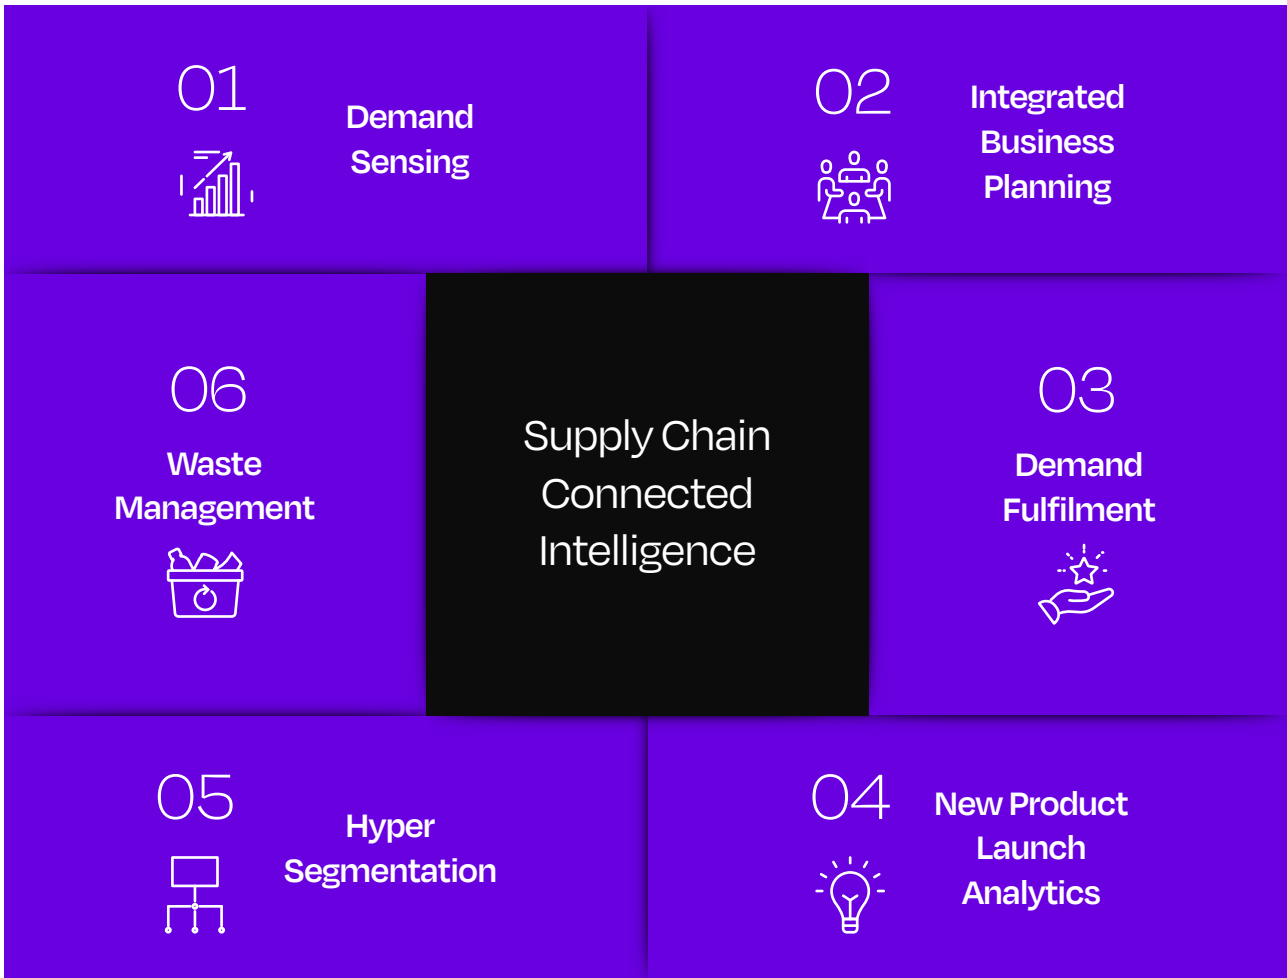 01
Demand
Sensing
02
Integrated
Business
Planning
06
Waste
Management
Supply Chain
Connected
Intelligence
03
Demand
Fulfilment
05
Hyper
Segmentation
04
New Product
Launch
Analytics